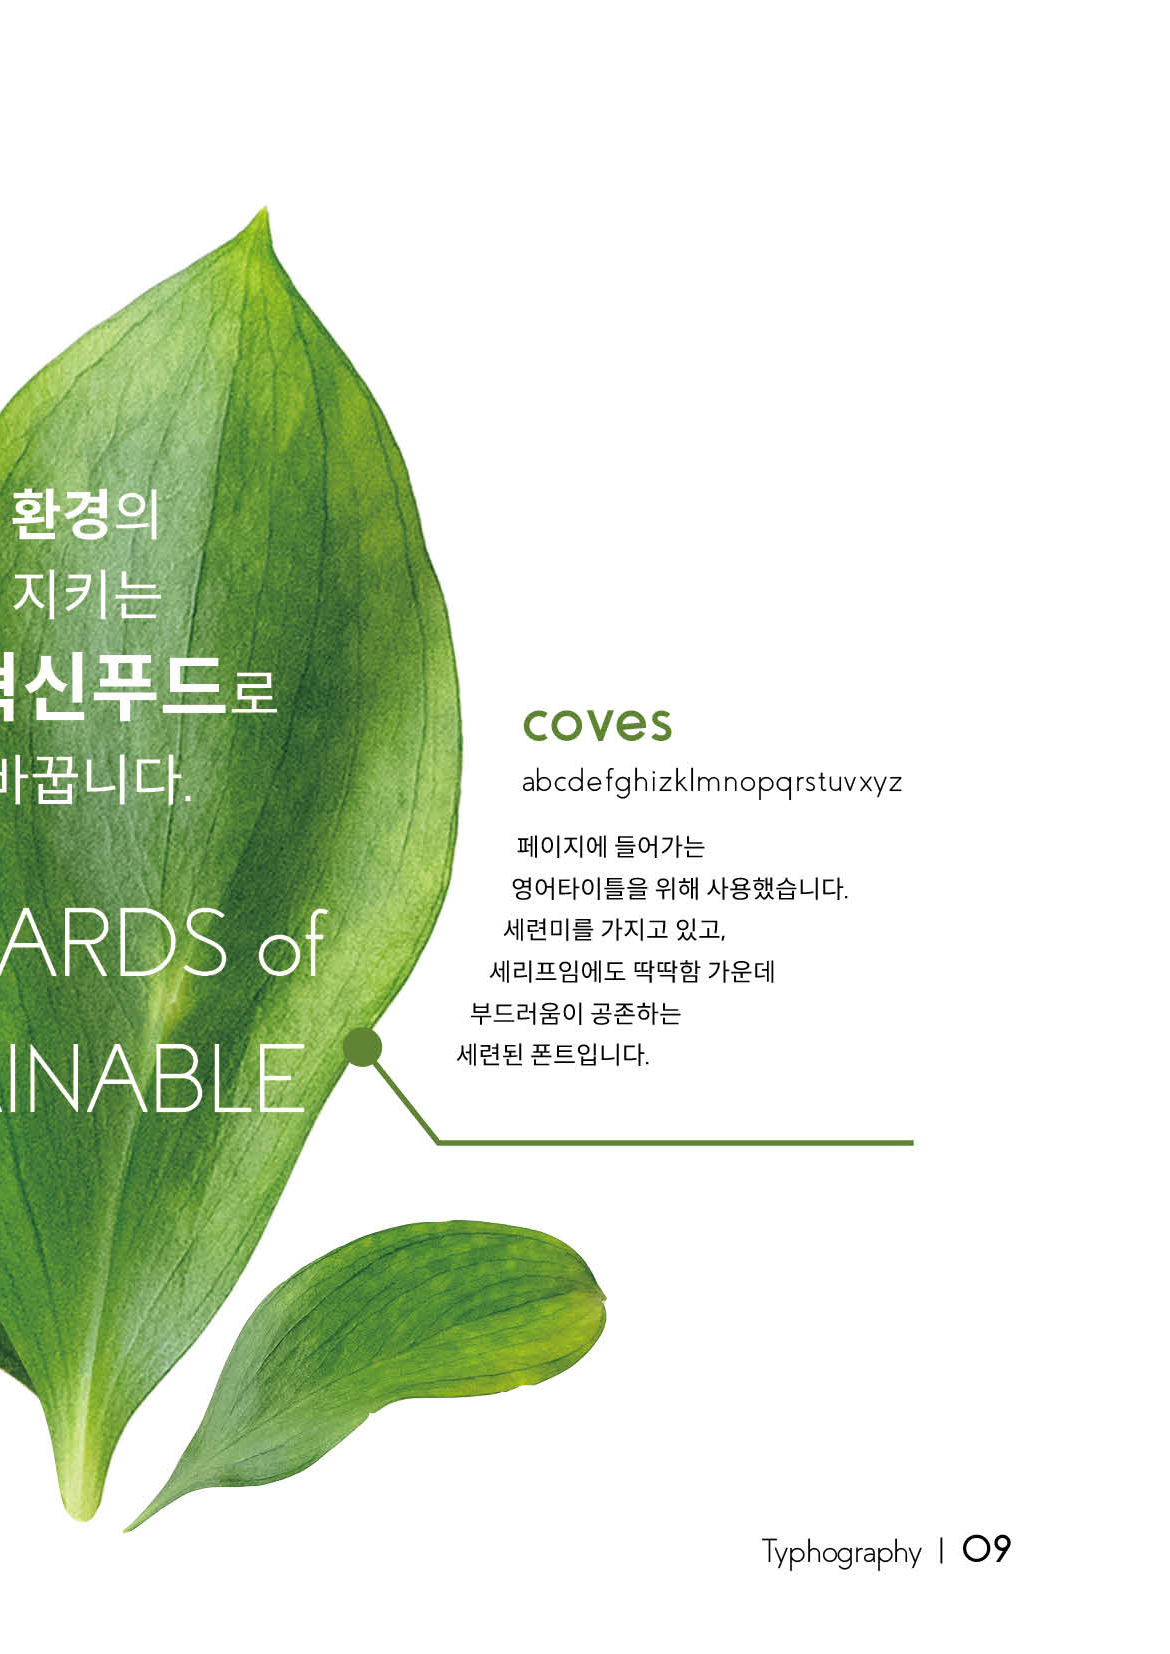 환경의
지키는
혁신푸드로
바꿉니다.
ARDS of
AINABLE
coves
abcdefghizklmnopqrstuvxyz
페이지에 들어가는
영어타이틀을 위해 사용했습니다.
세련미를 가지고 있고,
세리프임에도 딱딱함 가운데
부드러움이 공존하는
세련된 폰트입니다.
Typhography | 09